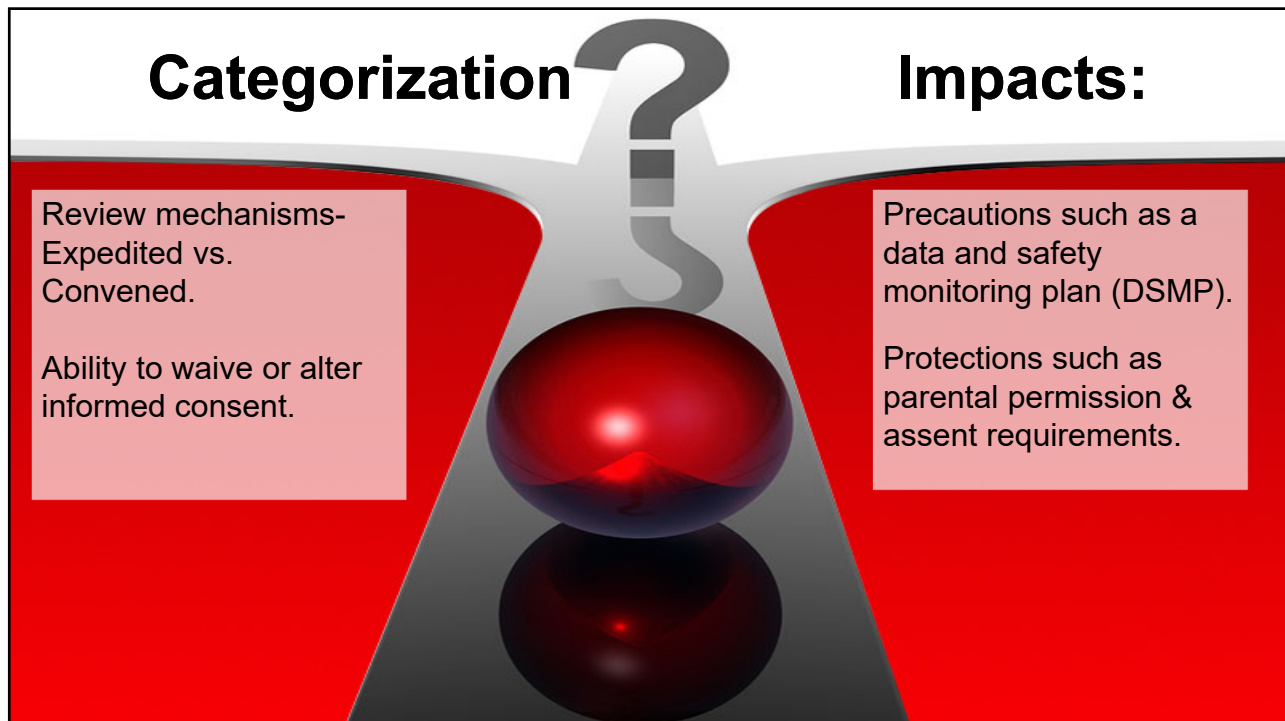 Categorization ? Impacts:
Review mechanisms-
Expedited vs.
Convened.
Ability to waive or alter
informed consent.
Precautions such as a
data and safety
monitoring plan (DSMP).
Protections such as
parental permission &
assent requirements.